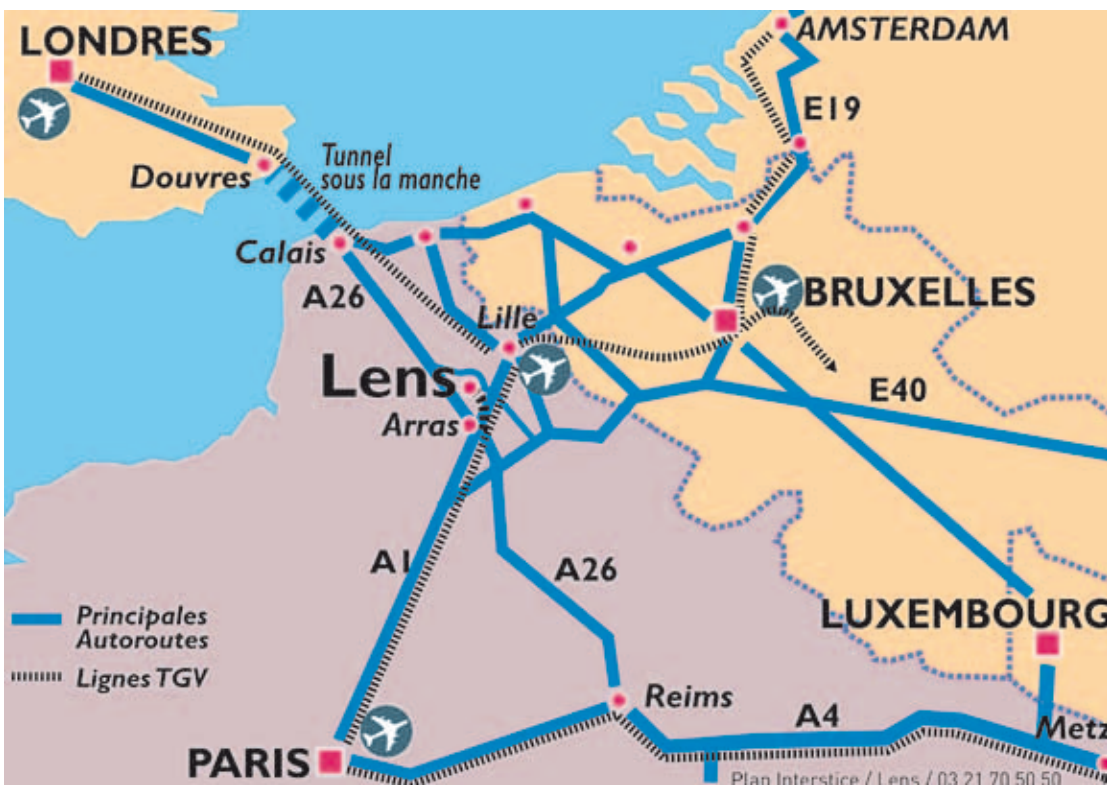 AMSTERDAM
LONDRES
E19
Tunnel
sous la manche
Douvres
Calais
BRUXELLES
A26
Lille
Lens
E40
Arras
A1
A26
Principales
Autoroutes
LUXEMBOURG
Lignes TGV
Reims
A4
Metz
PARIS
Plan Interstice / Lens / 03 21 70 50 50